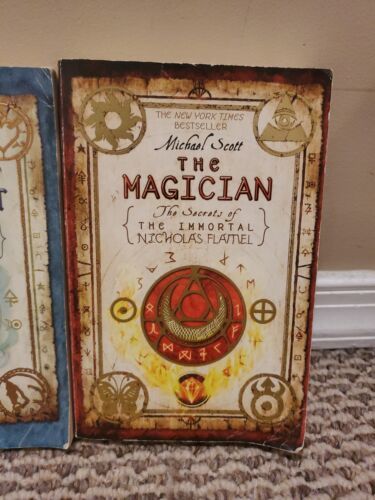 THE NEW YORK TIMES
BESTSELLER
Michael Scott
THE
MAGICIAN
The Secrets of
THE IMMORTAL
NICHOLAS FLAMEL